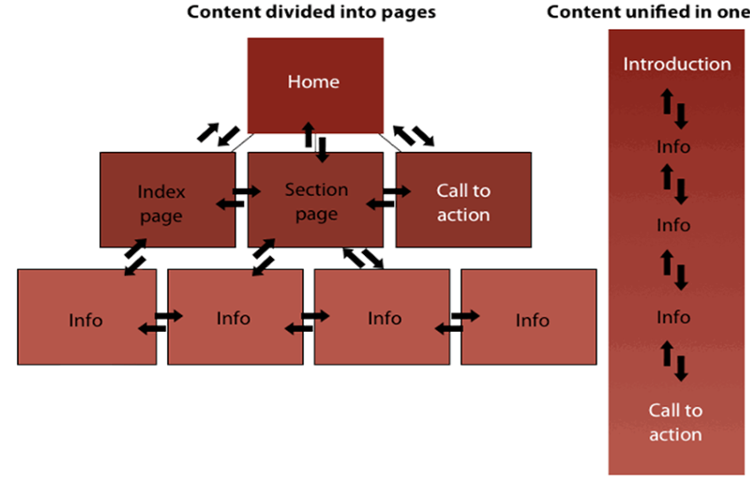 Content divided into pages
Home
Index
page
Section
page
Call to
action
Info
Info
Info
Info
Content unified in one
Introduction
Info
Info
Info
Call to
action